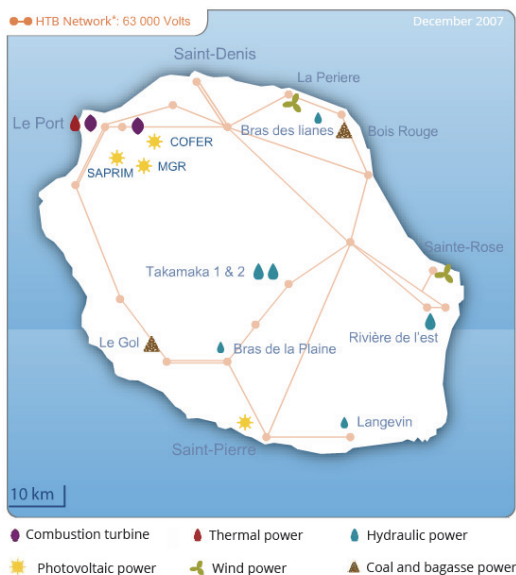 HTB Network*: 63 000 Volts
December 2007
Saint-Denis
La Periere
Le Port
Bras des lianes
Bois Rouge
COFER
SAPRIM
MGR
Sainte-Rose
Takamaka 1 & 2
Rivière de l'est
Le Gol
Bras de la Plaine
Langevin
Saint-Pierre
10 km
Combustion turbine
Thermal power
Hydraulic power
Photovoltaic power
Wind power
Coal and bagasse power